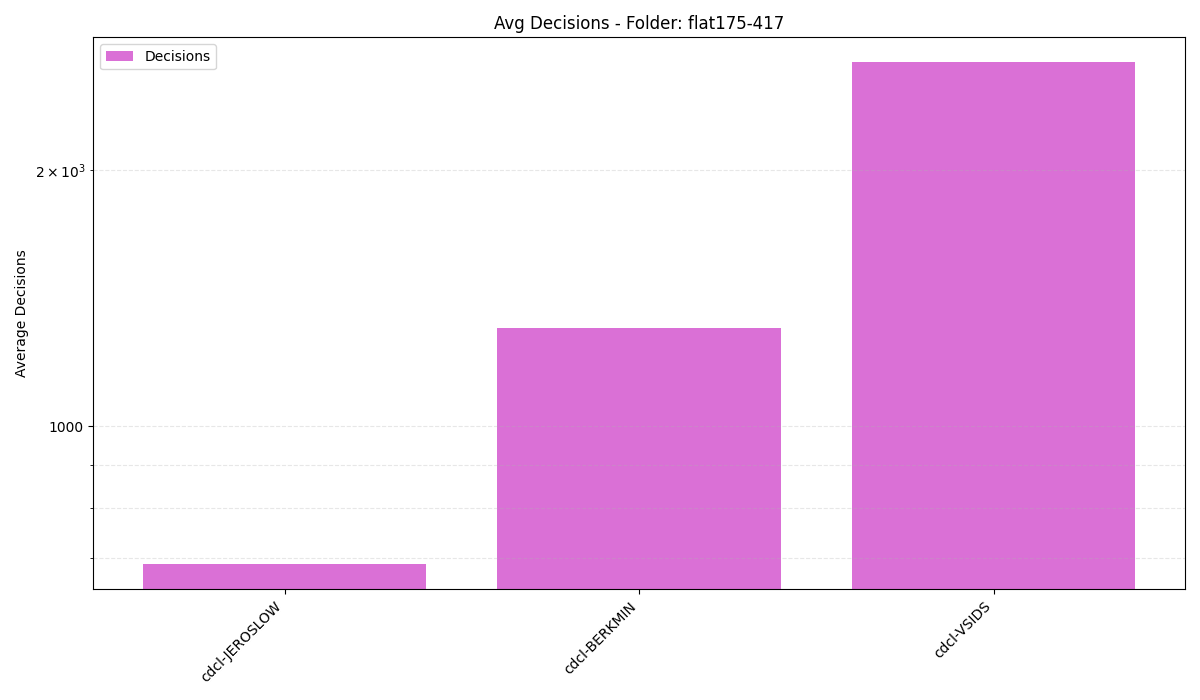 Avg Decisions - Folder: flat175-417
Decisions
2 × 10³
1000
Average Decisions
cdcl-JEROSLOW
cdcl-BERKMIN
cdcl-VSIDS